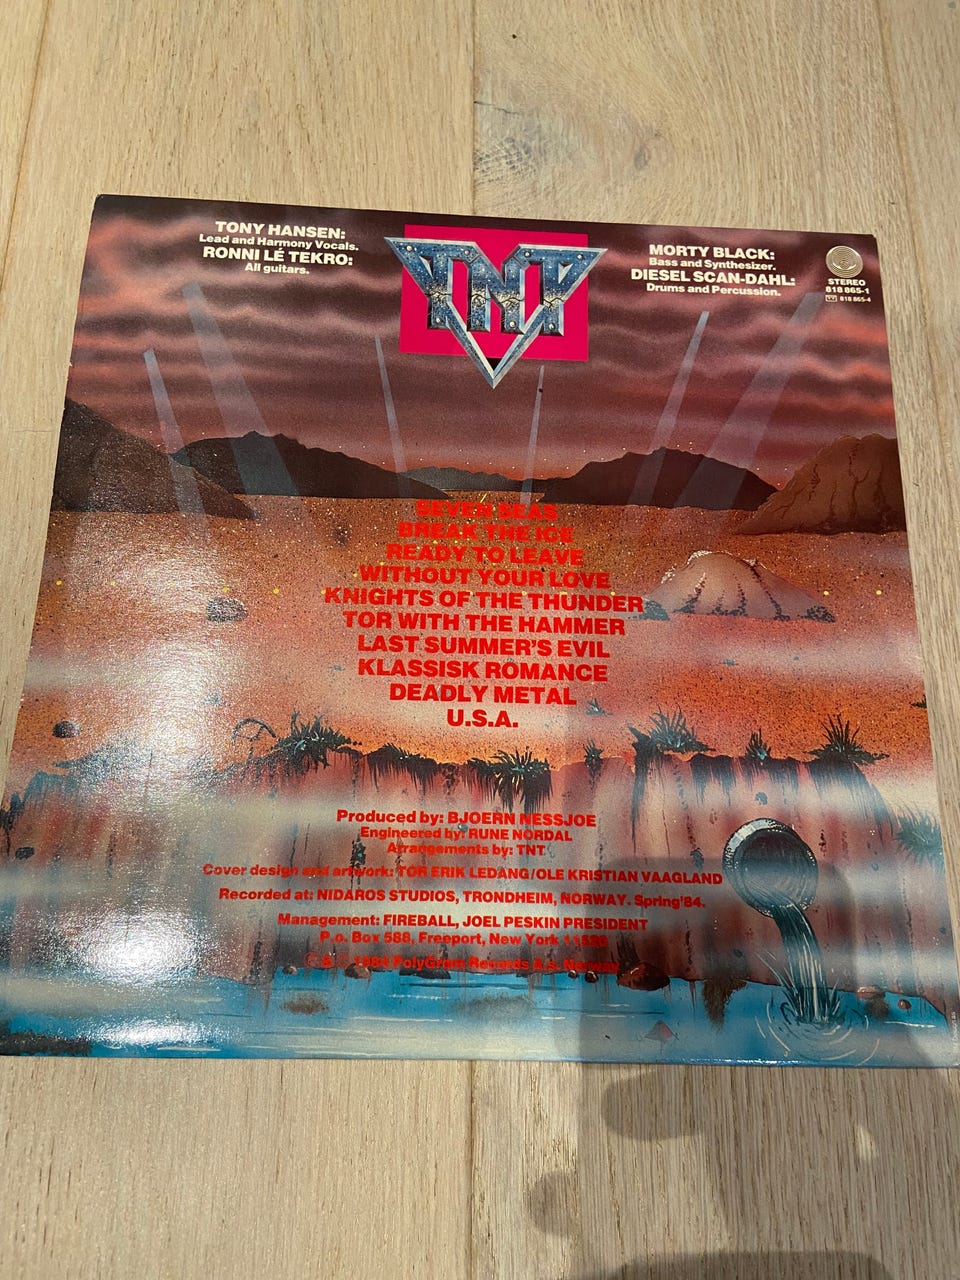 TONY HANSEN:
Lead and Harmony Vocals.
RONNI LÉ TEKRO:
All guitars.
TNT
MORTY BLACK:
Bass and Synthesizer.
DIESEL SCAN-DAHL:
Drums and Percussion.
STEREO
818 865-1
818 865-4
SEVEN SEAS
BREAK THE ICE
READY TO LEAVE
WITHOUT YOUR LOVE
KNIGHTS OF THE THUNDER
TOR WITH THE HAMMER
LAST SUMMER'S EVIL
KLASSISK ROMANCE
DEADLY METAL
U.S.A.
Produced by: BJOERN NESSJOE
Engineered by: RUNE NORDAL
Arrangements by: TNT
Cover design and artwork: TOR ERIK LEDANG/OLE KRISTIAN VAAGLAND
Recorded at: NIDAROS STUDIOS, TRONDHEIM, NORWAY. Spring'84.
Management: FIREBALL, JOEL PESKIN PRESIDENT
P.o. Box 588, Freeport, New York 11520
℗ & © 1984 PolyGram Records A.s. Norway